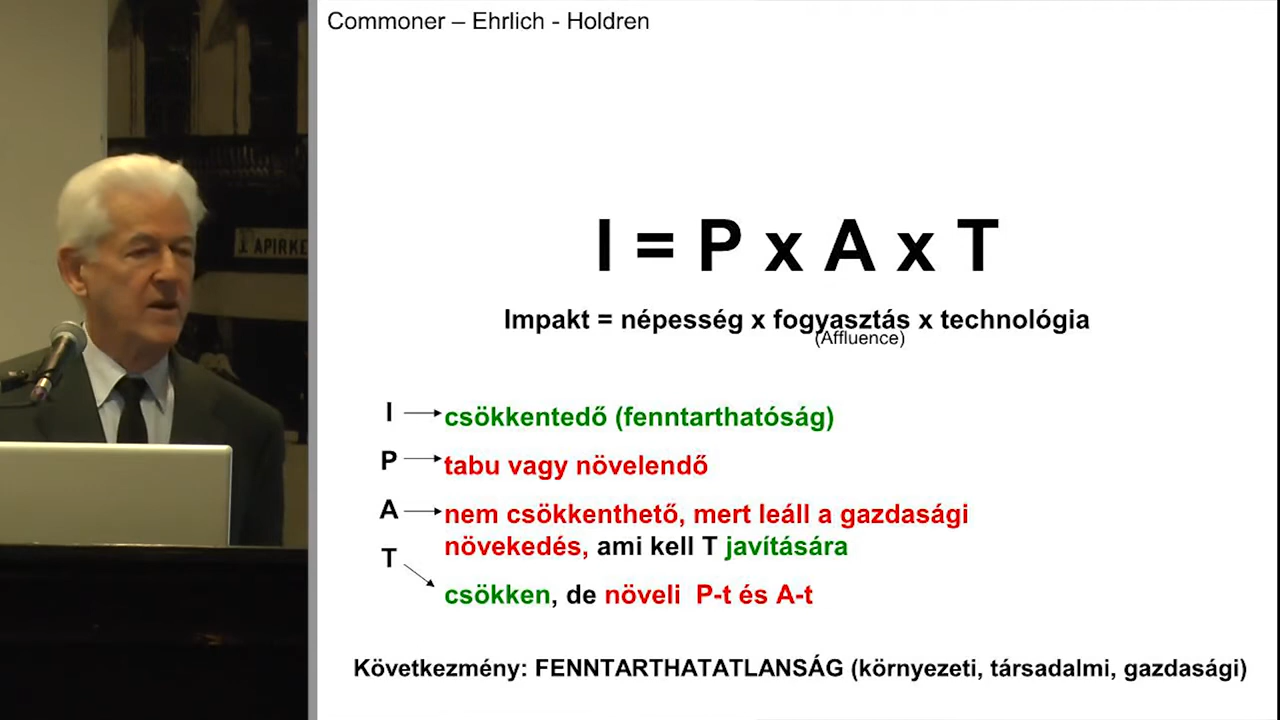 Commoner – Ehrlich - Holdren
APIRKE
I = P x A x T
Impakt = népesség x fogyasztás x technológia
(Affluence)
I csökkentedő (fenntarthatóság)
P tabu vagy növelendő
A nem csökkenthető, mert leáll a gazdasági
növekedés, ami kell T javítására
T csökken, de növeli P-t és A-t
Következmény: FENNTARTHATATLANSÁG (környezeti, társadalmi, gazdasági)